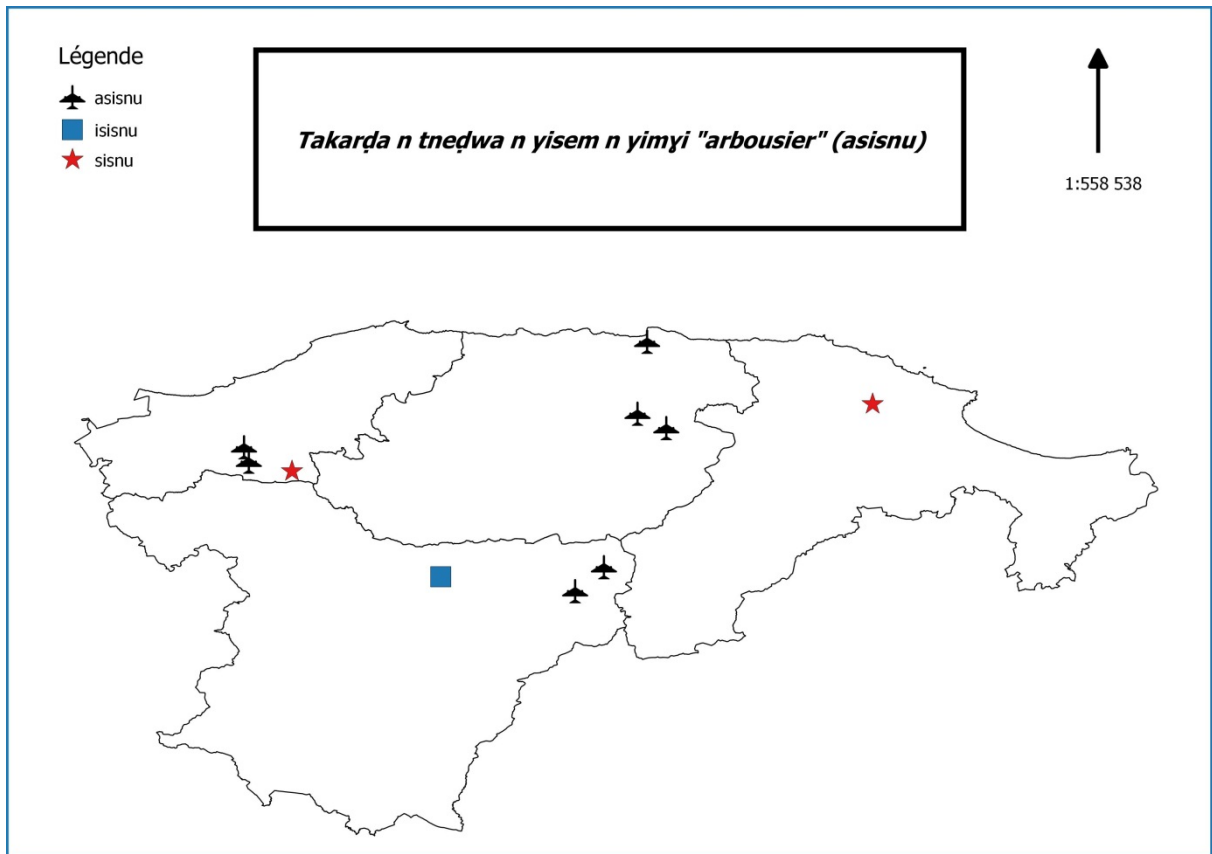 Légende
asisnu
isisnu
sisnu
Takarḍa n tneḍwa n yisem n yimɣi "arbousier" (asisnu)
1:558 538